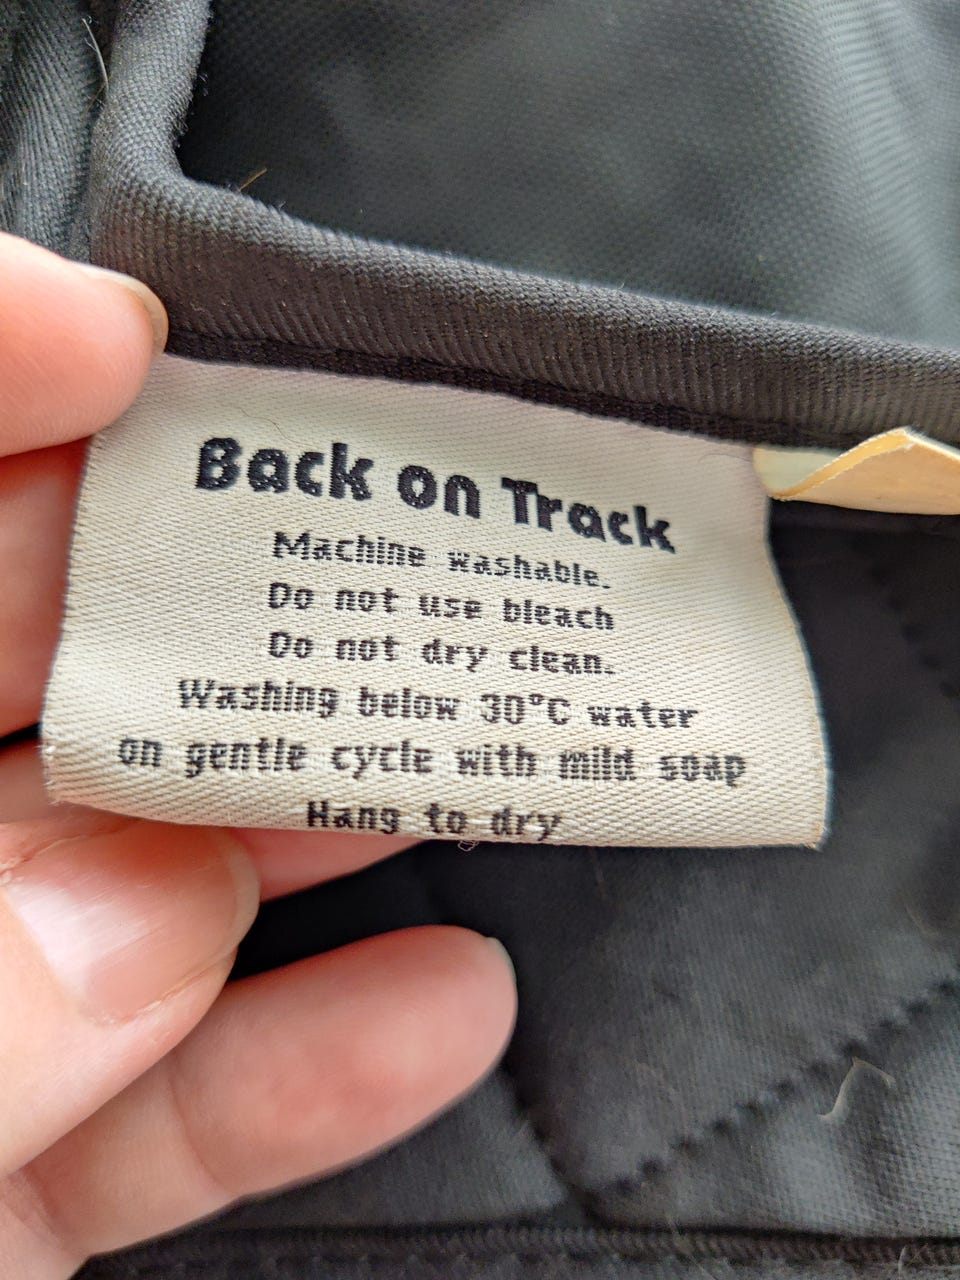 Back on Track
Machine washable.
Do not use bleach
Do not dry clean.
Washing below 30°C water
on gentle cycle with mild soap
Hang to dry